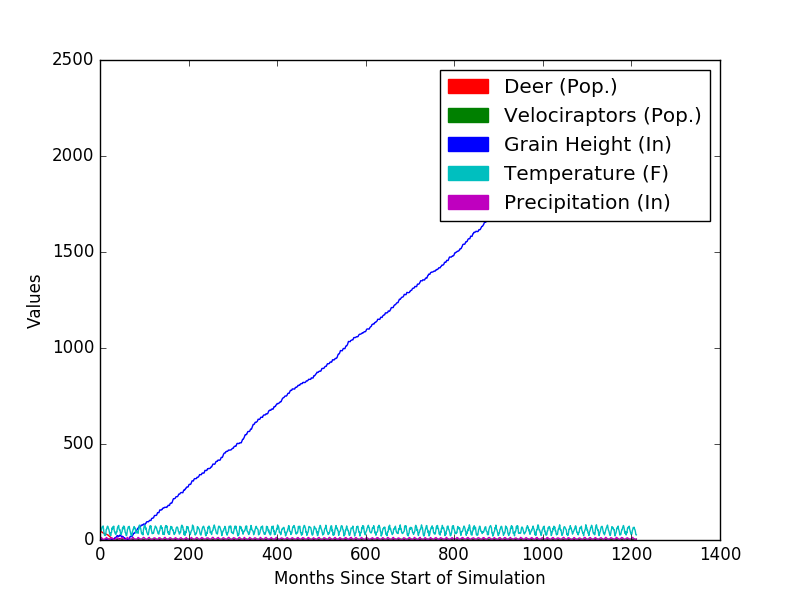 2500
2000
1500
1000
500
0
Values
Deer (Pop.)
Velociraptors (Pop.)
Grain Height (In)
Temperature (F)
Precipitation (In)
0 200 400 600 800 1000 1200 1400
Months Since Start of Simulation